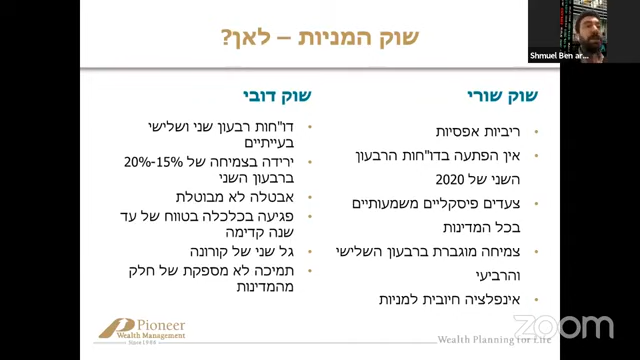 שוק המניות – לאן?
Shmuel Ben ar...
שוק שורי
ריביות אפסיות
אין הפתעה בדו"חות הרבעון
השני של 2020
צעדים פיסקליים משמעותיים
בכל המדינות
צמיחה מוגברת ברבעון השלישי
והרביעי
אינפלציה חיובית למניות
שוק דובי
דו"חות רבעון שני ושלישי
בעייתיים
ירידה בצמיחה של 20%-15%
ברבעון השני
אבטלה לא מבוטלת
פגיעה בכלכלה בטווח של עד
שנה קדימה
גל שני של קורונה
תמיכה לא מספקת של חלק
מהמדינות
Pioneer
Wealth Management
Since 1988
Wealth Planning for Life
zoom